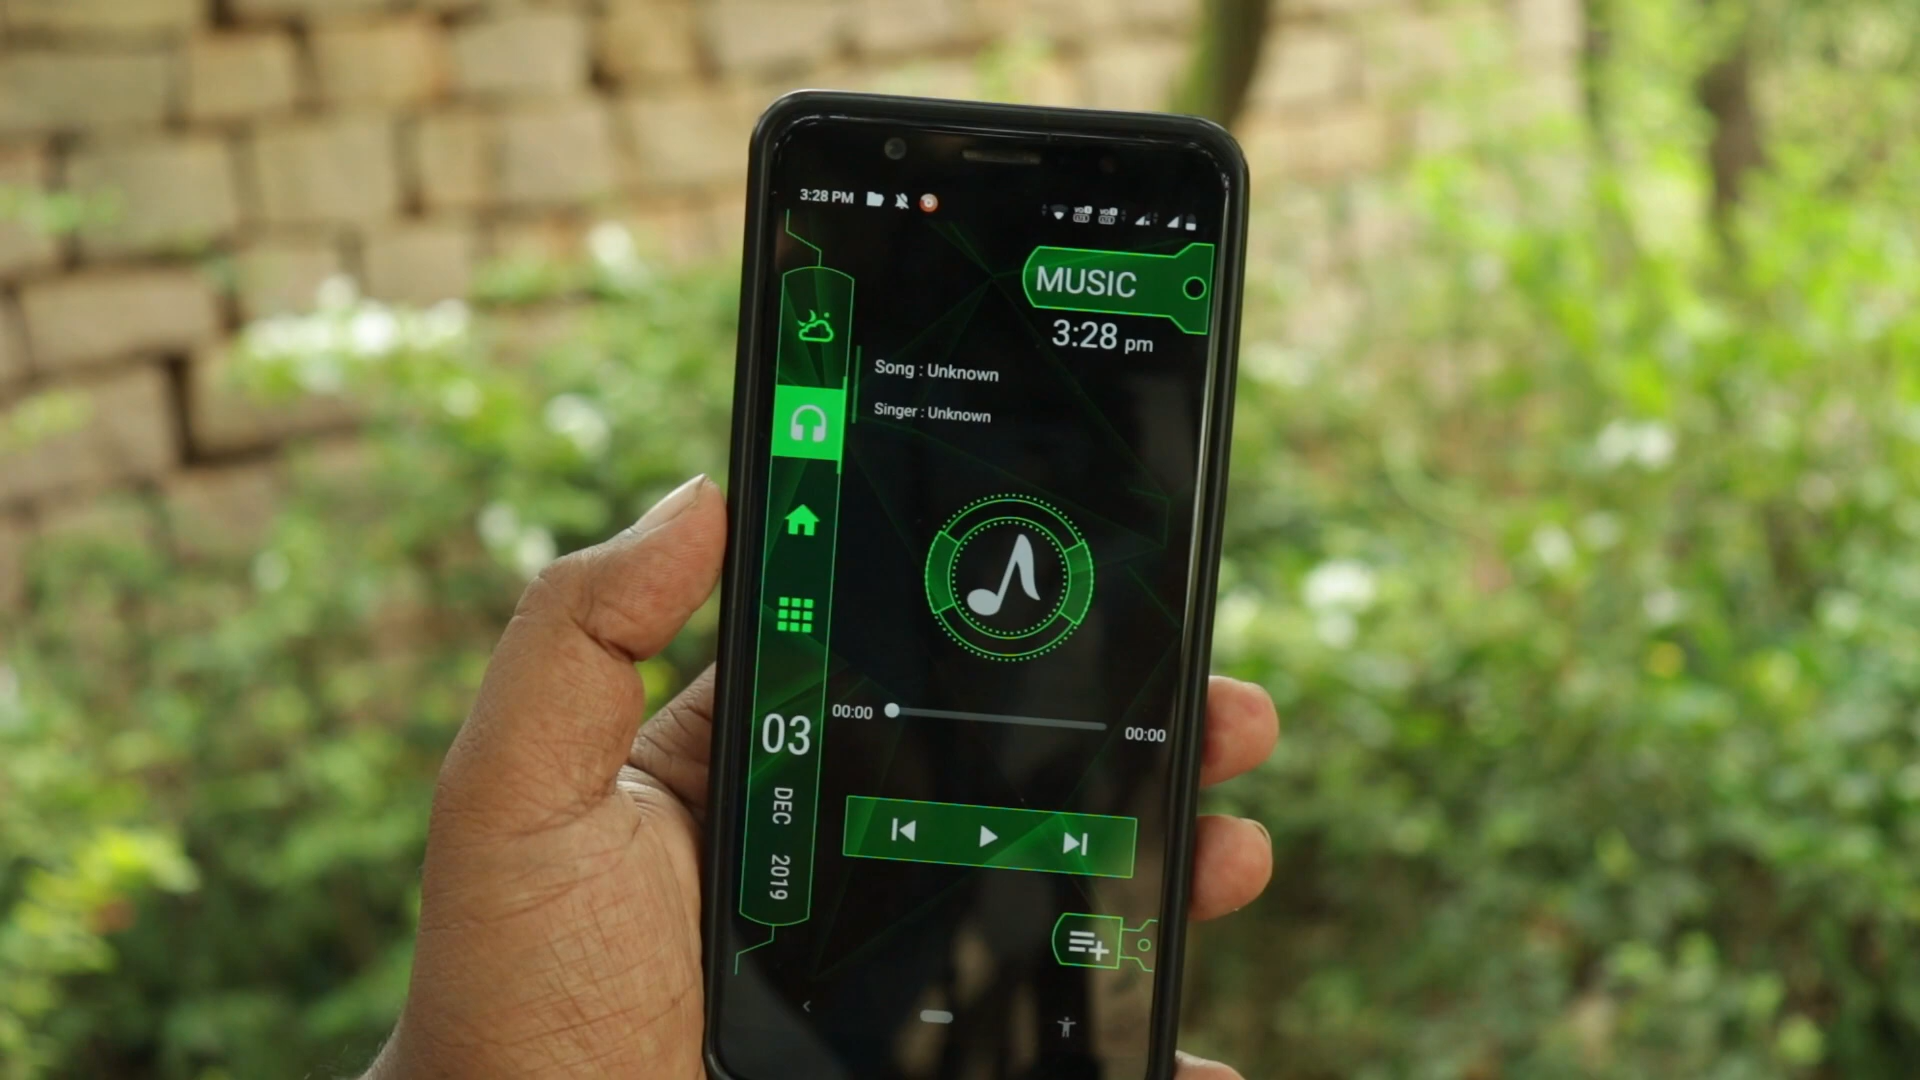 3:28 PM
MUSIC
3:28 pm
Song : Unknown
Singer : Unknown
00:00
00:00
03
DEC
2019